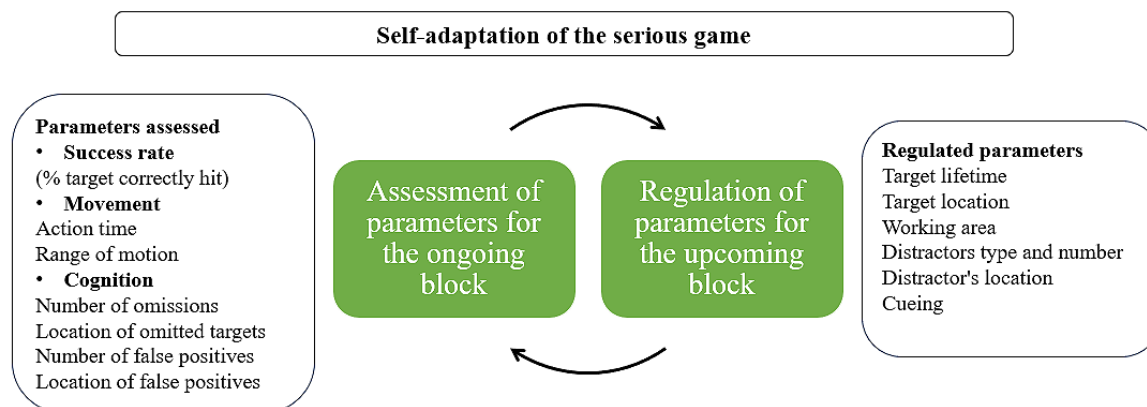 Self-adaptation of the serious game
Parameters assessed
• Success rate
(% target correctly hit)
• Movement
Action time
Range of motion
• Cognition
Number of omissions
Location of omitted targets
Number of false positives
Location of false positives
Assessment of
parameters for
the ongoing
block
Regulation of
parameters for
the upcoming
block
Regulated parameters
Target lifetime
Target location
Working area
Distractors type and number
Distractor's location
Cueing